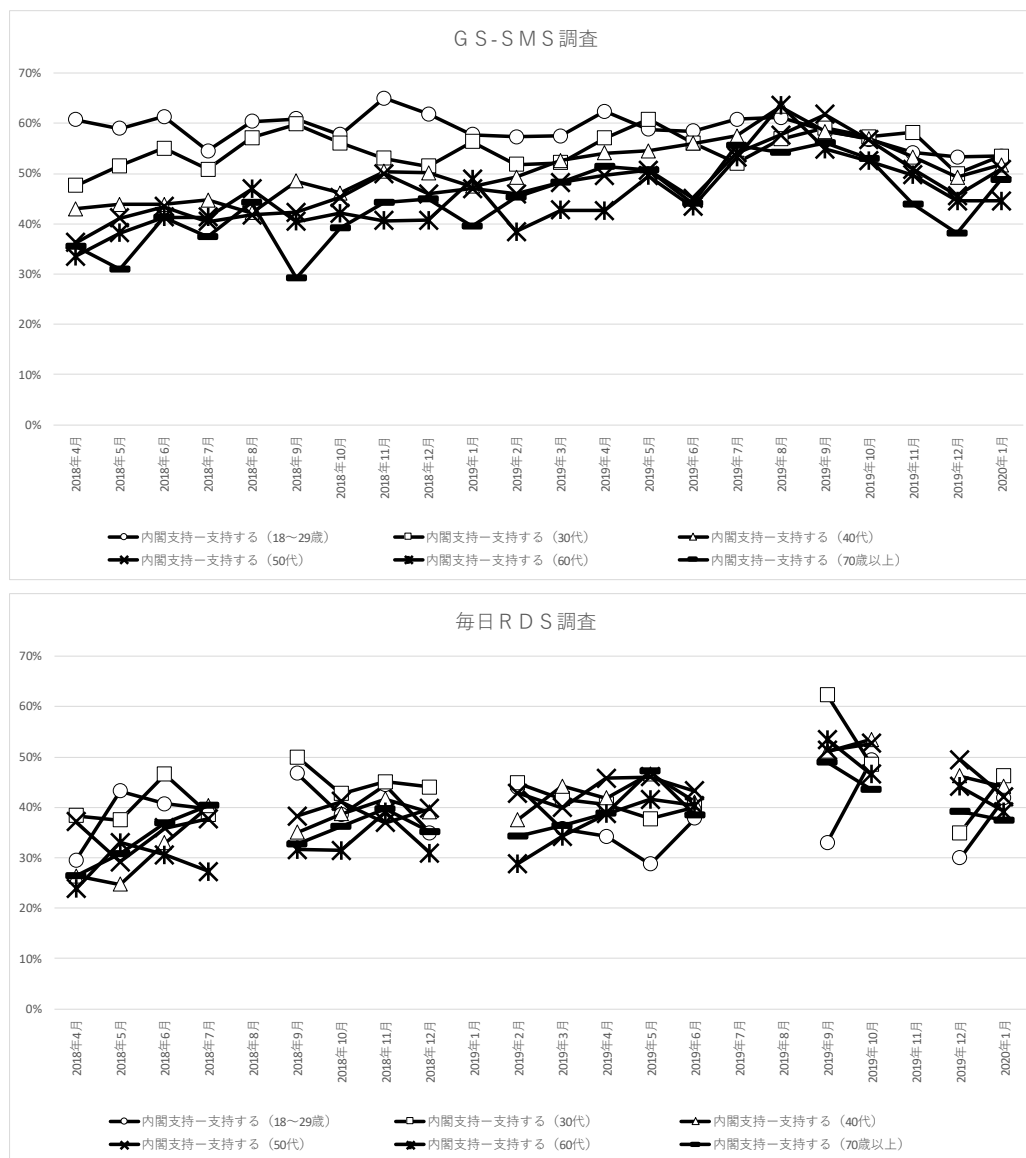 ＧＳ-ＳＭＳ調査
70%
60%
50%
40%
30%
20%
10%
0%
2018年4月
2018年5月
2018年6月
2018年7月
2018年8月
2018年9月
2018年10月
2018年11月
2018年12月
2019年1月
2019年2月
2019年3月
2019年4月
2019年5月
2019年6月
2019年7月
2019年8月
2019年9月
2019年10月
2019年11月
2019年12月
2020年1月
内閣支持ー支持する（18～29歳） 内閣支持ー支持する（30代） 内閣支持ー支持する（40代）
内閣支持ー支持する（50代） 内閣支持ー支持する（60代） 内閣支持ー支持する（70歳以上）
毎日ＲＤＳ調査
70%
60%
50%
40%
30%
20%
10%
0%
2018年4月
2018年5月
2018年6月
2018年7月
2018年8月
2018年9月
2018年10月
2018年11月
2018年12月
2019年1月
2019年2月
2019年3月
2019年4月
2019年5月
2019年6月
2019年7月
2019年8月
2019年9月
2019年10月
2019年11月
2019年12月
2020年1月
内閣支持ー支持する（18～29歳） 内閣支持ー支持する（30代） 内閣支持ー支持する（40代）
内閣支持ー支持する（50代） 内閣支持ー支持する（60代） 内閣支持ー支持する（70歳以上）